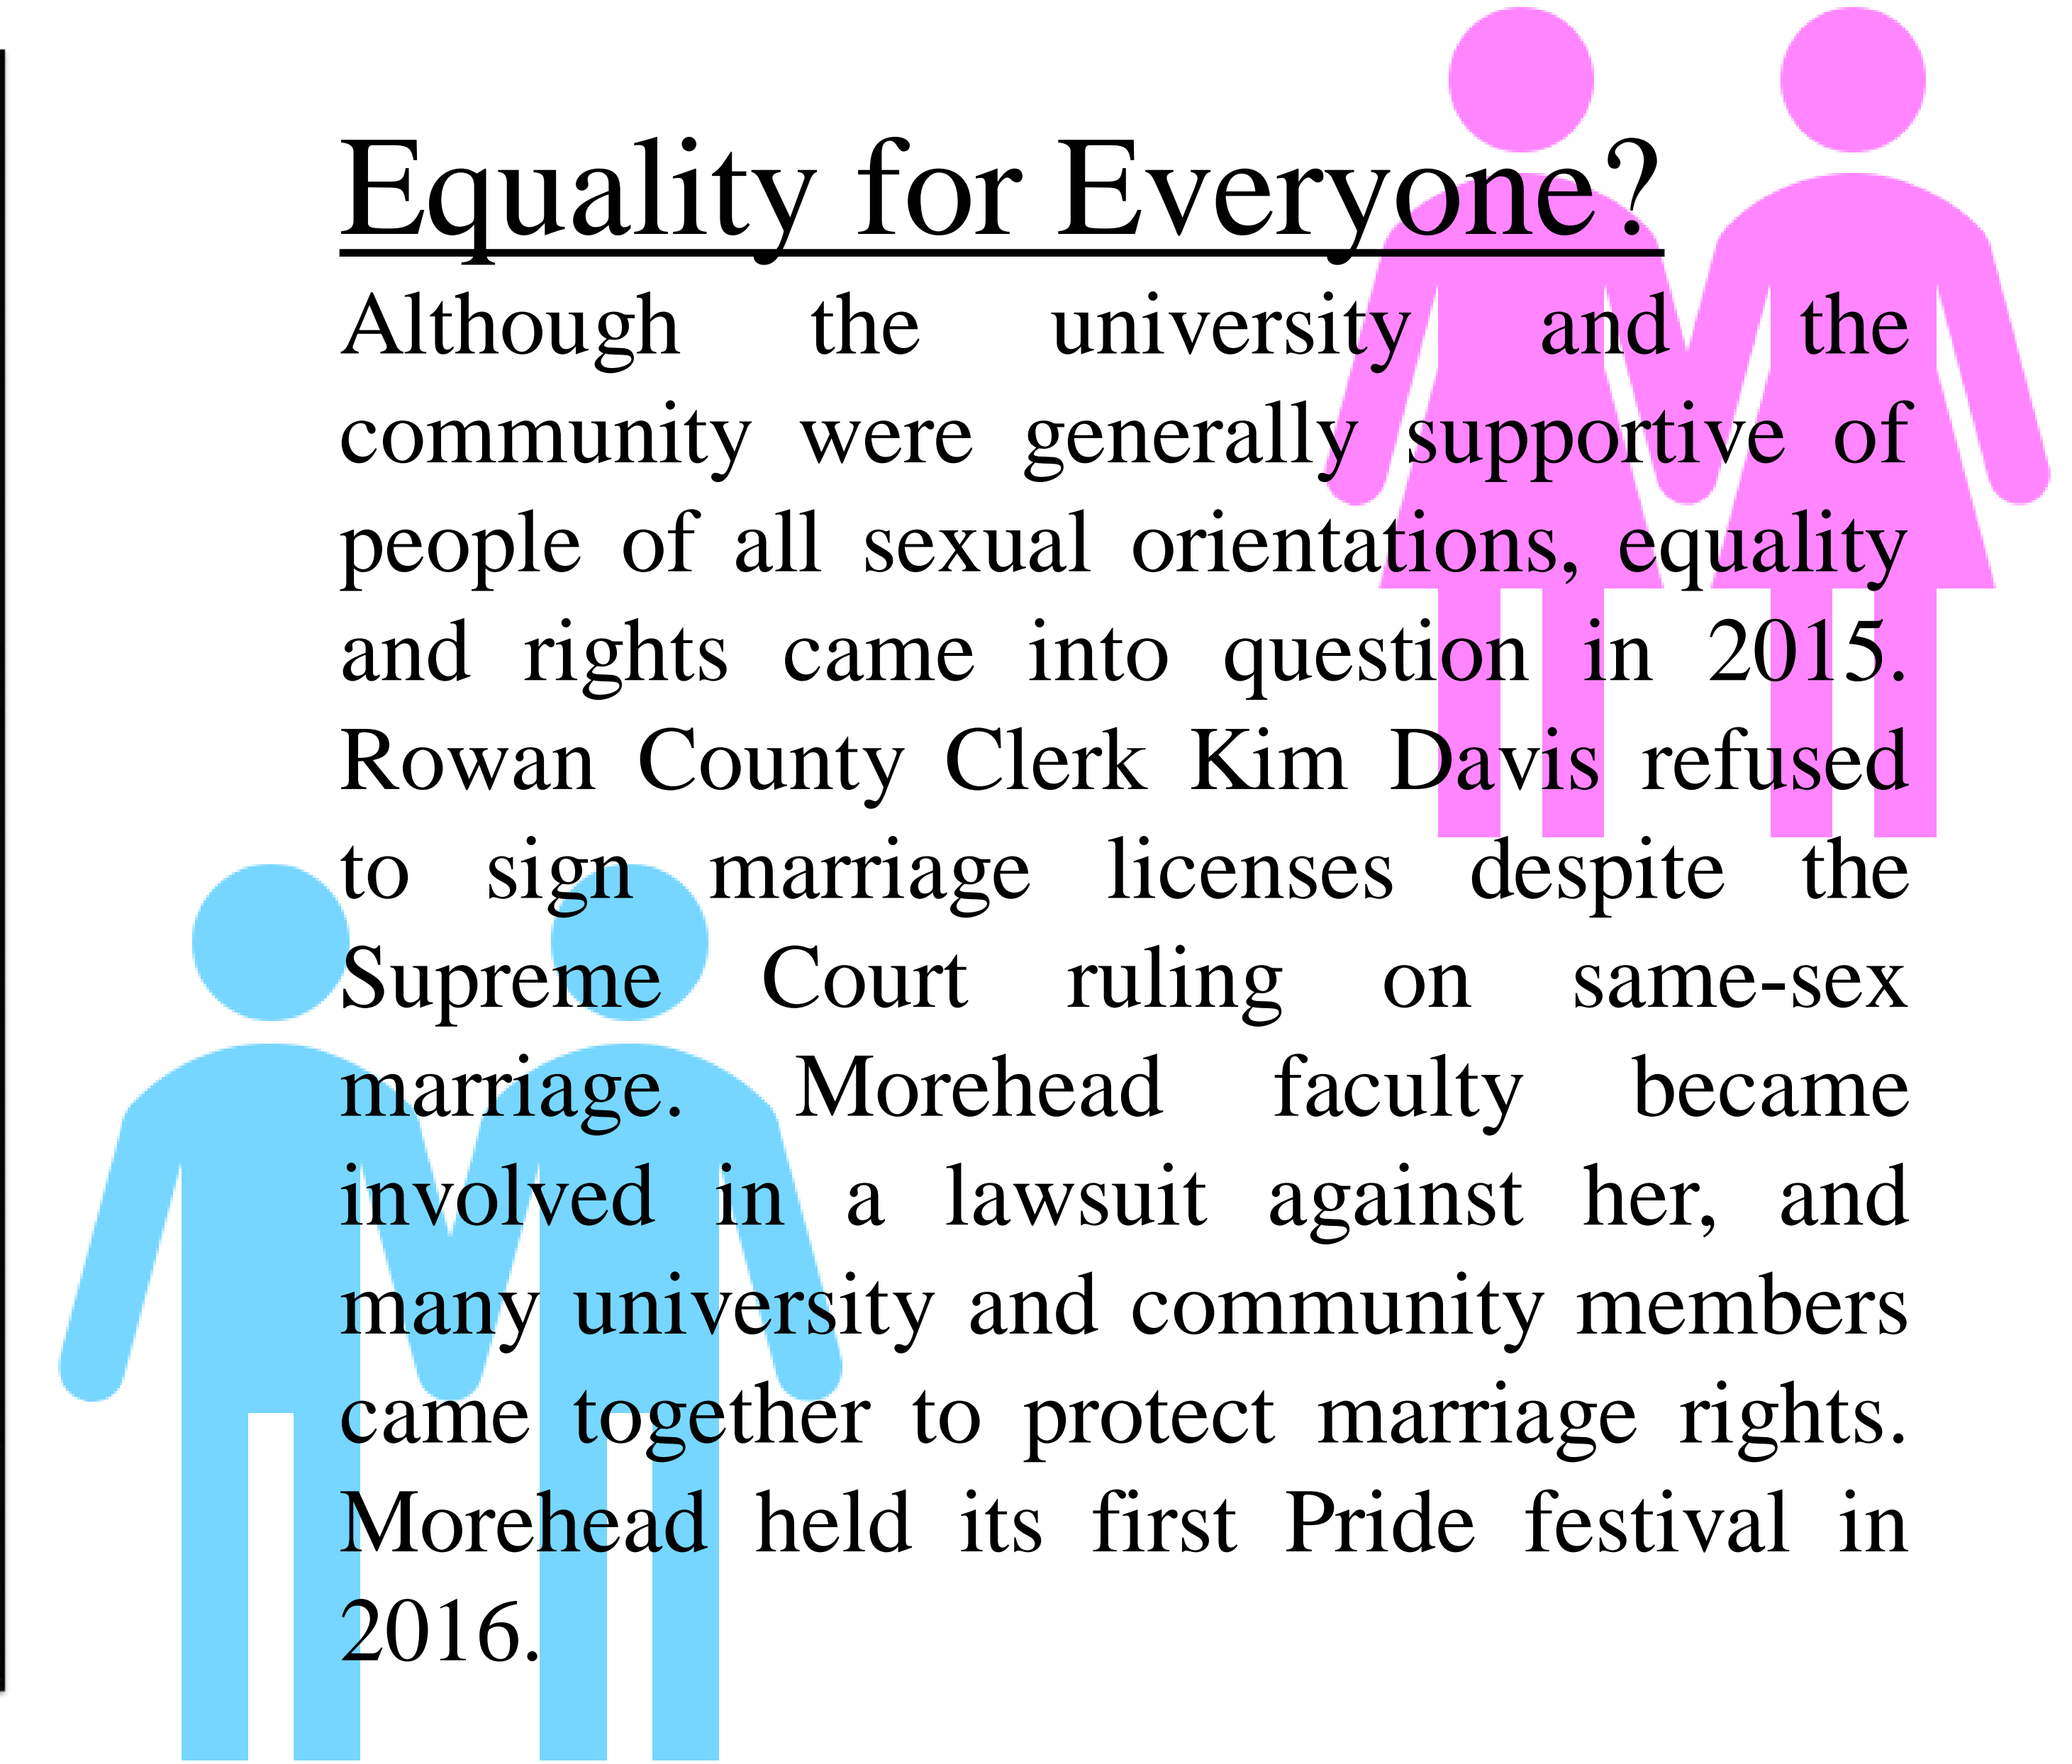 Equality for Everyone?
Although the university and the
community were generally supportive of
people of all sexual orientations, equality
and rights came into question in 2015.
Rowan County Clerk Kim Davis refused
to sign marriage licenses despite the
Supreme Court ruling on same-sex
marriage. Morehead faculty became
involved in a lawsuit against her, and
many university and community members
came together to protect marriage rights.
Morehead held its first Pride festival in
2016.